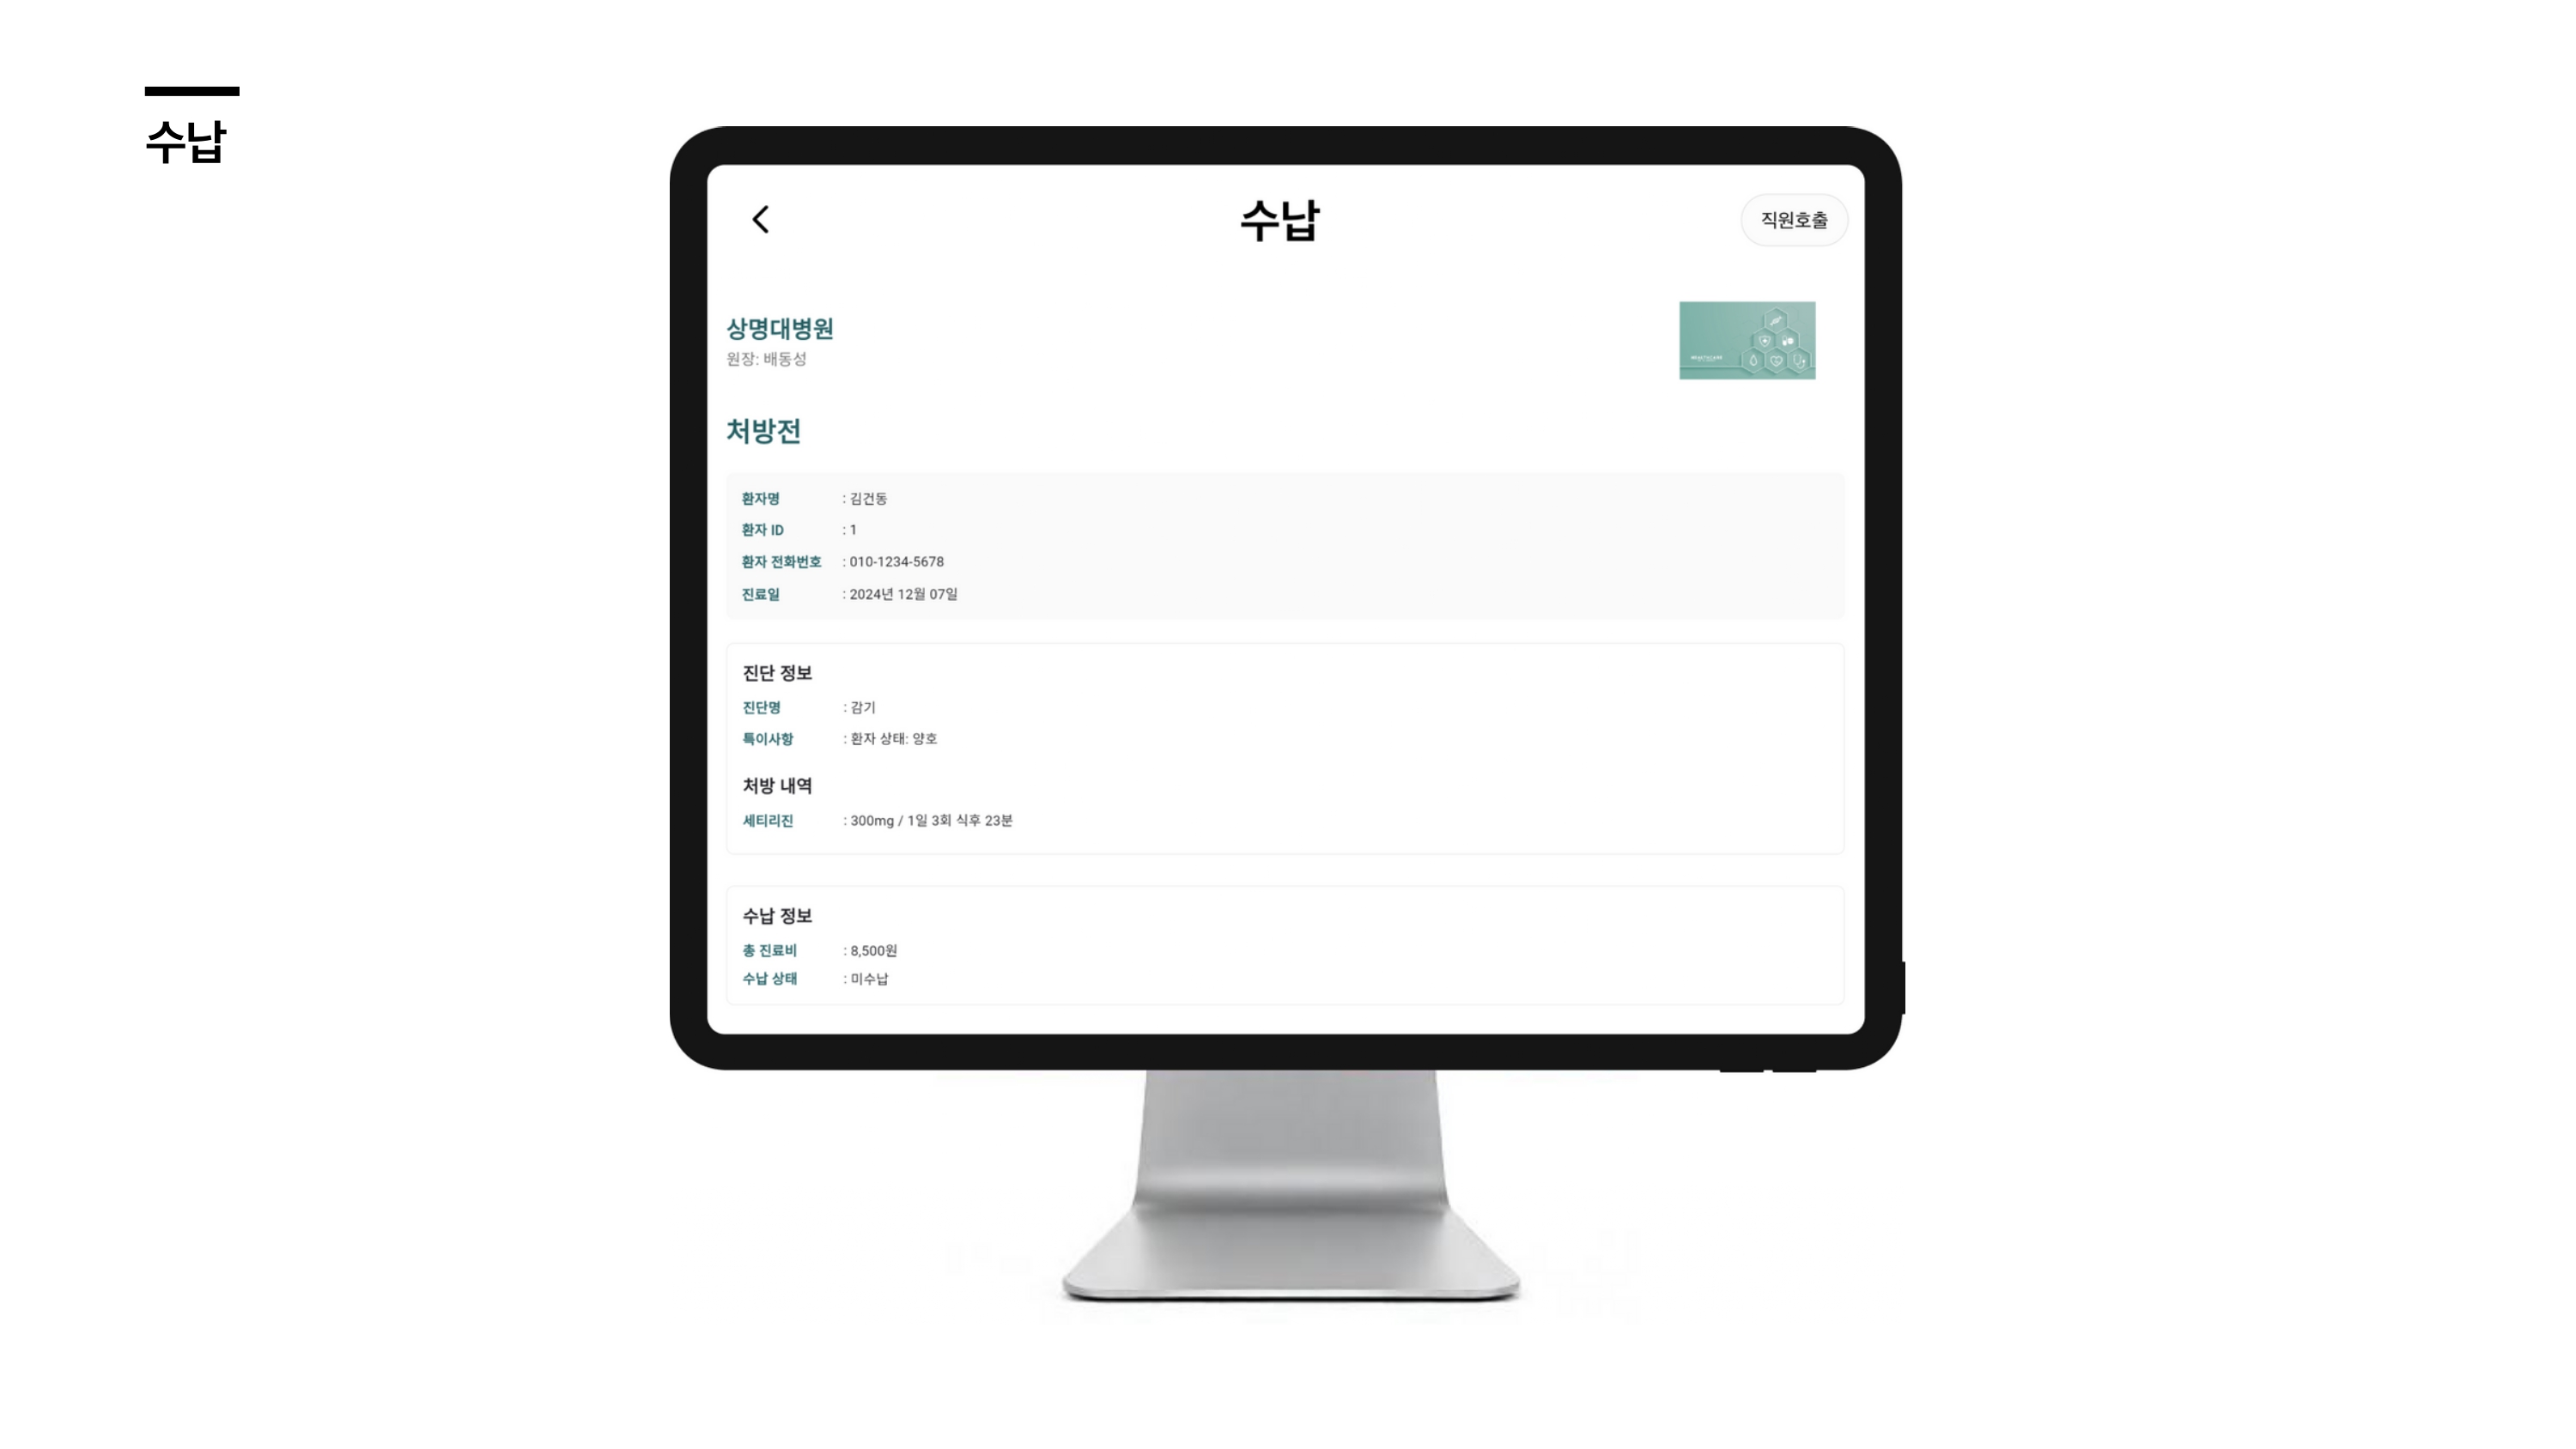 수납
수납
직원호출
상명대병원
원장: 배동성
HEALTHCARE
처방전
환자명 : 김건동
환자 ID : 1
환자 전화번호 : 010-1234-5678
진료일 : 2024년 12월 07일
진단 정보
진단명 : 감기
특이사항 : 환자 상태: 양호
처방 내역
세티리진 : 300mg / 1일 3회 식후 23분
수납 정보
총 진료비 : 8,500원
수납 상태 : 미수납